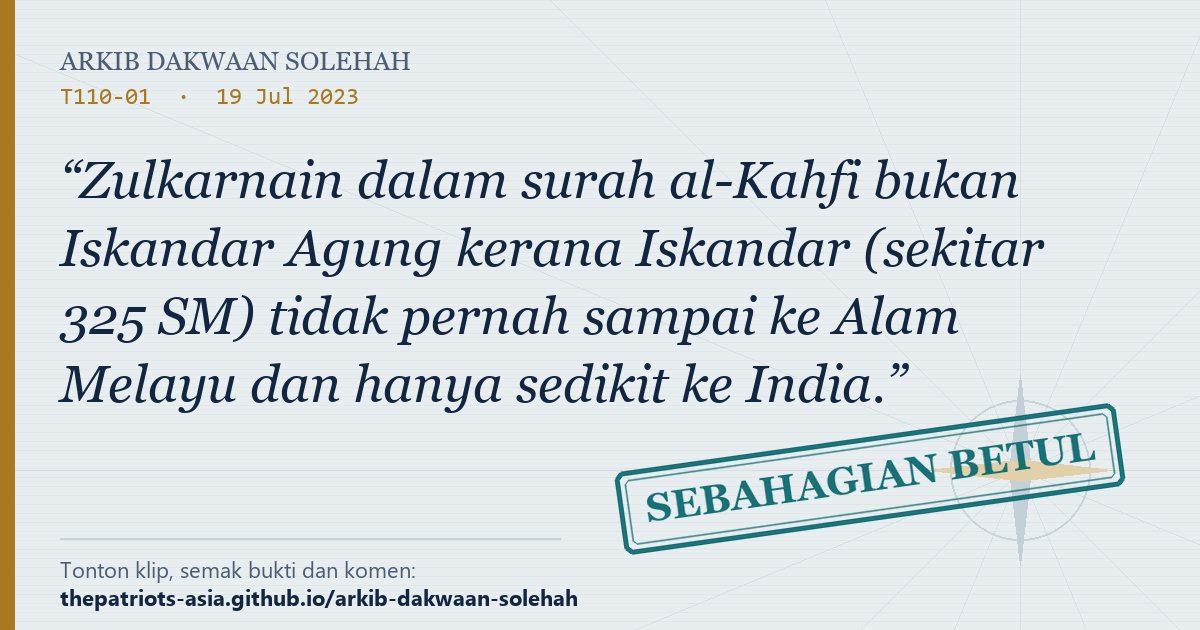 ARKIB DAKWAAN SOLEHAH
T110-01 · 19 Jul 2023
“Zulkarnain dalam surah al-Kahfi bukan
Iskandar Agung kerana Iskandar (sekitar
325 SM) tidak pernah sampai ke Alam
Melayu dan hanya sedikit ke India.”
SEBAHAGIAN BETUL
Tonton klip, semak bukti dan komen:
thepatriots-asia.github.io/arkib-dakwaan-solehah